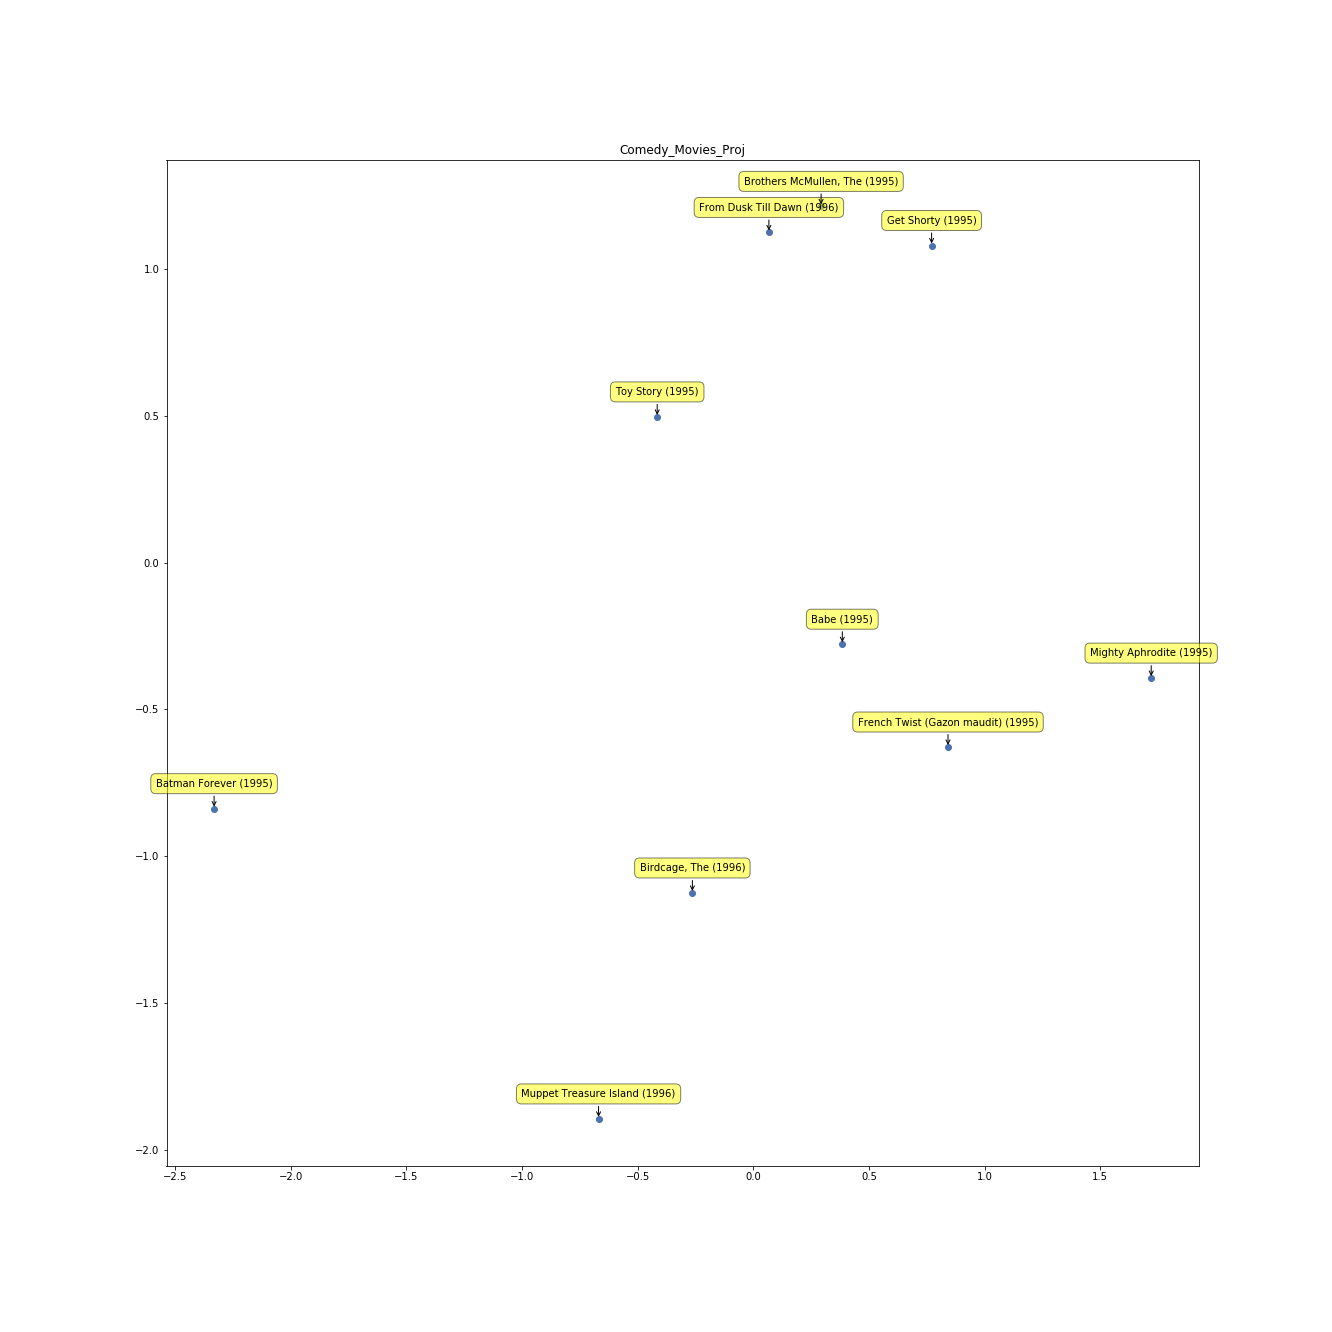 Comedy_Movies_Proj
Brothers McMullen, The (1995)
From Dusk Till Dawn (1996)
Get Shorty (1995)
1.0
Toy Story (1995)
0.5
0.0
Babe (1995)
Mighty Aphrodite (1995)
−0.5
French Twist (Gazon maudit) (1995)
Batman Forever (1995)
−1.0
Birdcage, The (1996)
−1.5
Muppet Treasure Island (1996)
−2.0
−2.5 −2.0 −1.5 −1.0 −0.5 0.0 0.5 1.0 1.5